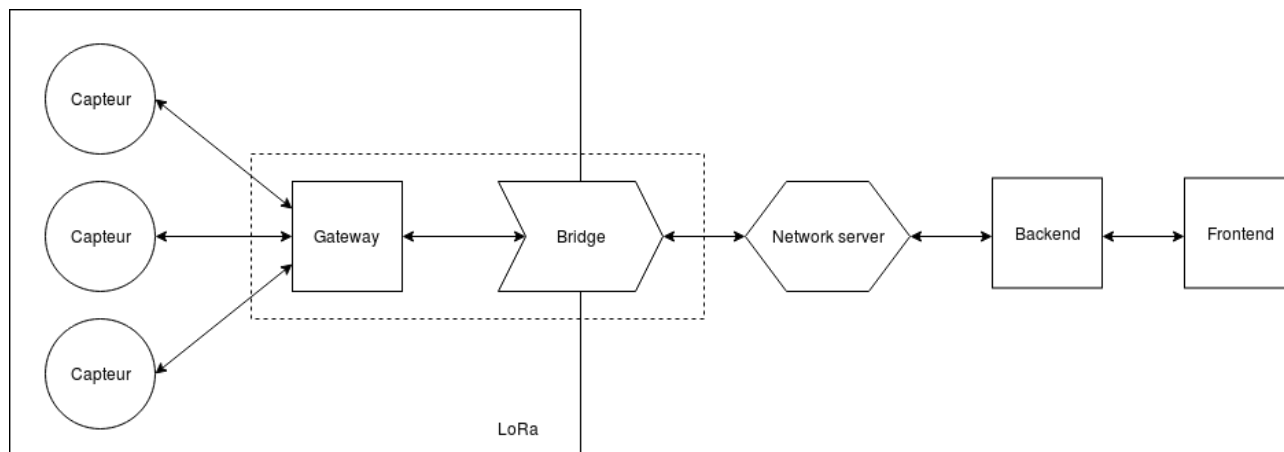 Capteur
Capteur
Gateway
Bridge
Network server
Backend
Frontend
Capteur
LoRa